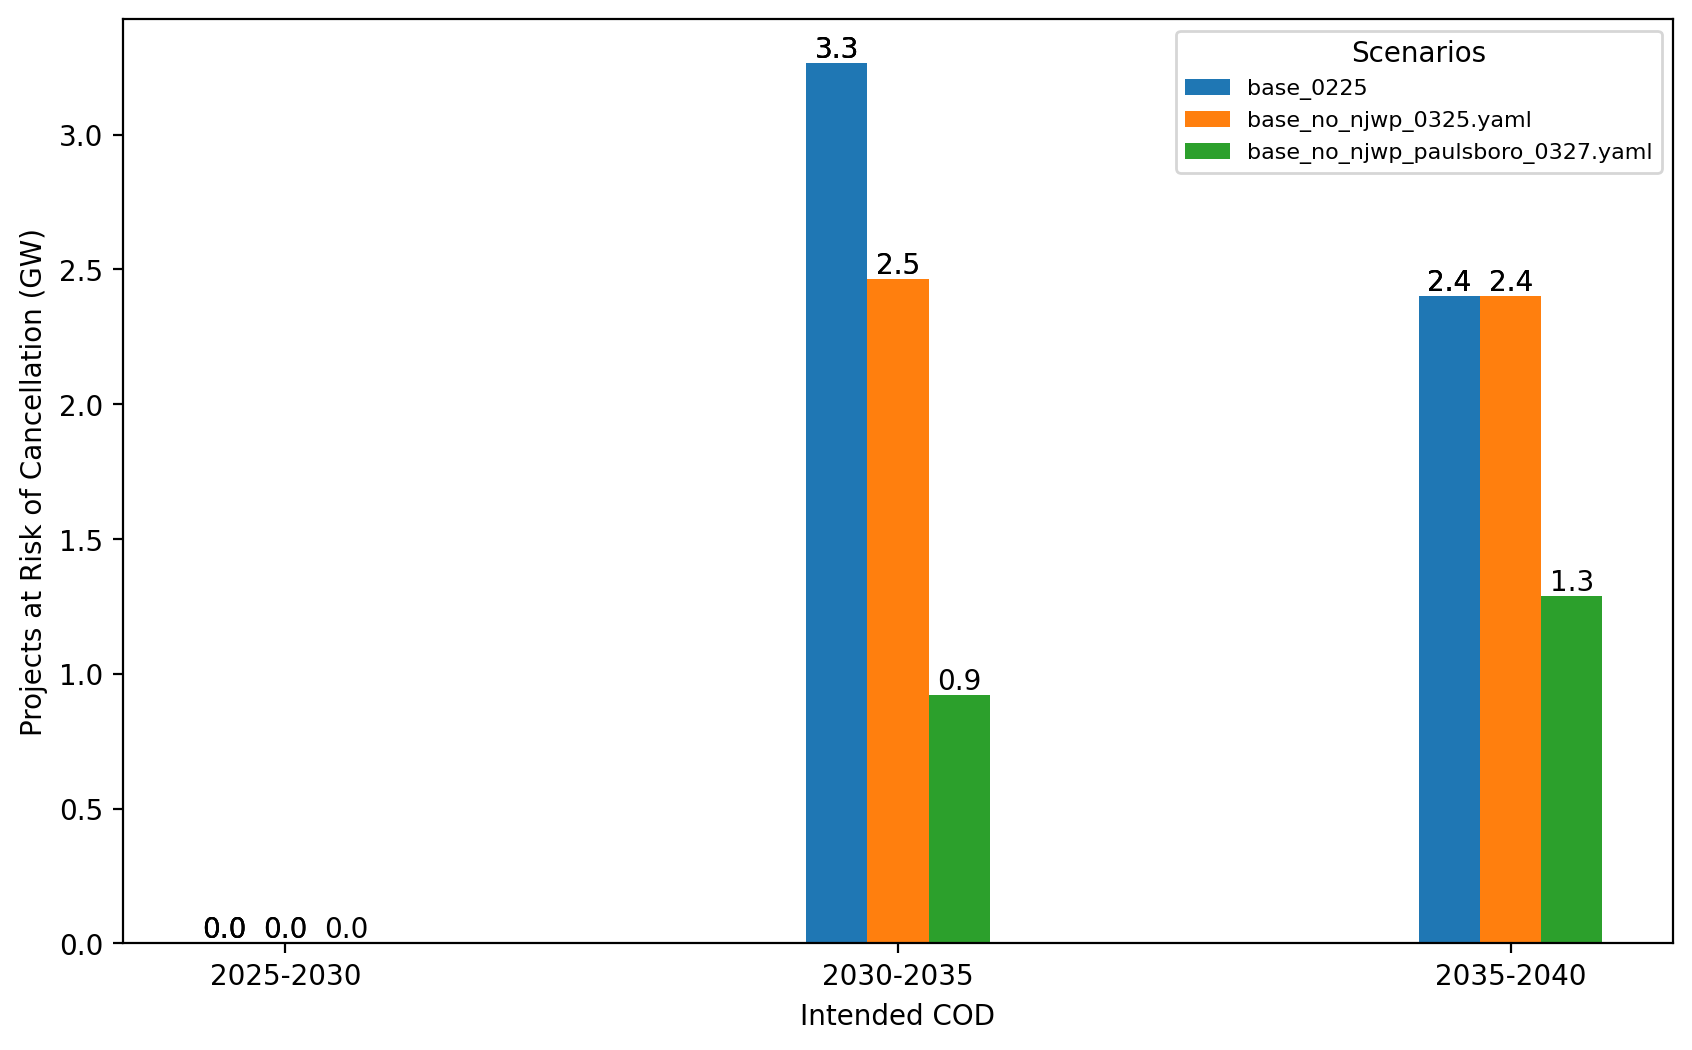 Scenarios
base_0225
base_no_njwp_0325.yaml
base_no_njwp_paulsboro_0327.yaml
Projects at Risk of Cancellation (GW)
3.0
2.5
2.0
1.5
1.0
0.5
0.0
0.0 0.0 0.0
3.3
2.5
0.9
2.4 2.4
1.3
2025-2030 2030-2035 2035-2040
Intended COD